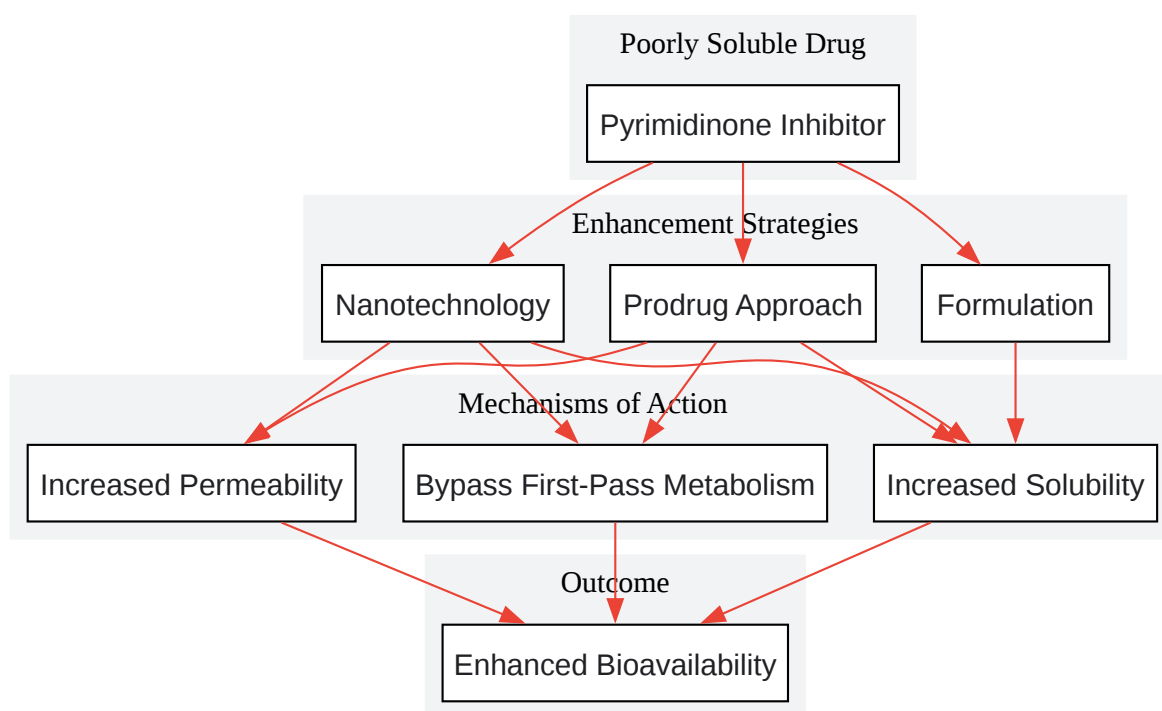 Poorly Soluble Drug
Pyrimidinone Inhibitor
Enhancement Strategies
Nanotechnology
Prodrug Approach
Formulation
Mechanisms of Action
Increased Permeability
Bypass First-Pass Metabolism
Increased Solubility
Outcome
Enhanced Bioavailability